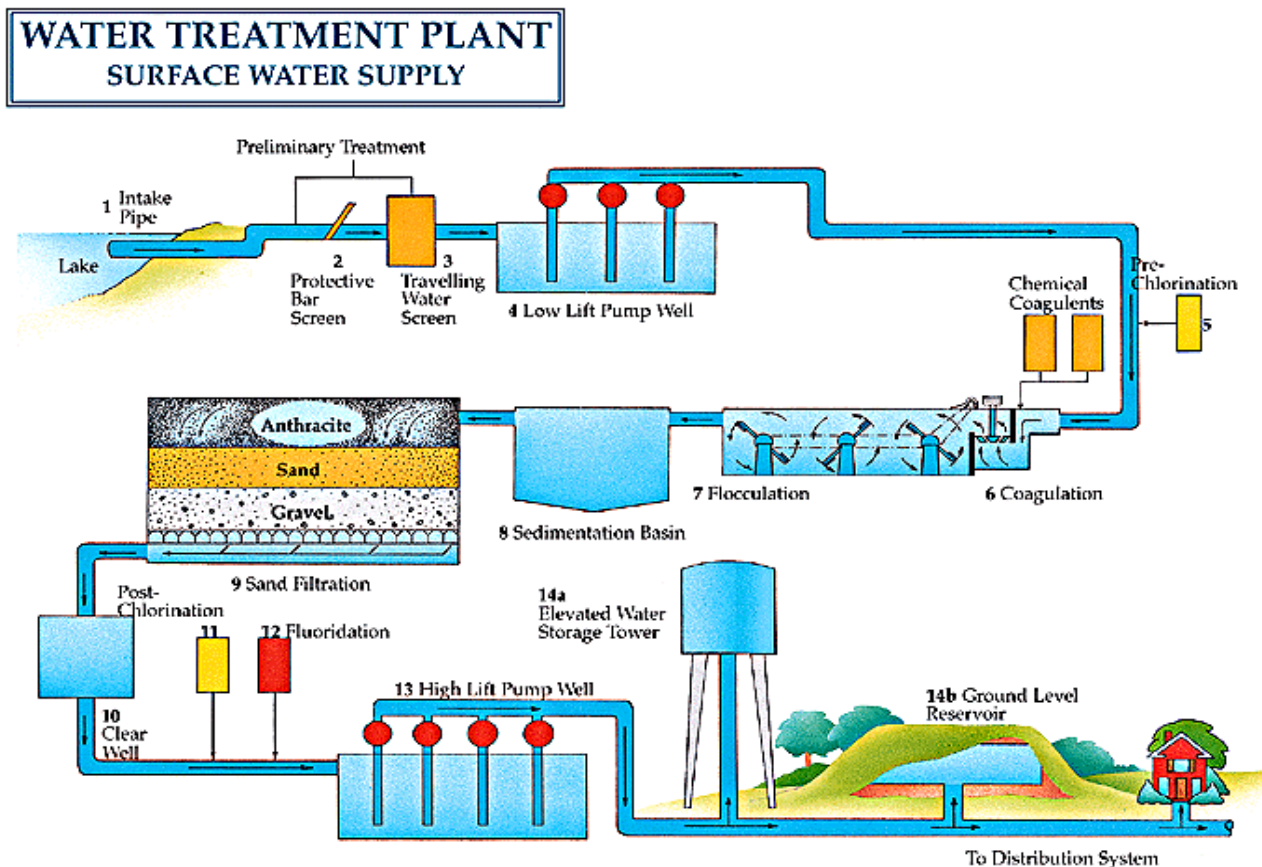 WATER TREATMENT PLANT
SURFACE WATER SUPPLY
Preliminary Treatment
1 Intake
Pipe
Lake
2
Protective
Bar
Screen
3
Travelling
Water
Screen
4 Low Lift Pump Well
Pre-
Chlorination
5
Chemical
Coagulents
Anthracite
Sand
Gravel
9 Sand Filtration
8 Sedimentation Basin
7 Flocculation
6 Coagulation
Post-
Chlorination
11
12 Fluoridation
10
Clear
Well
13 High Lift Pump Well
14a
Elevated Water
Storage Tower
14b Ground Level
Reservoir
To Distribution System